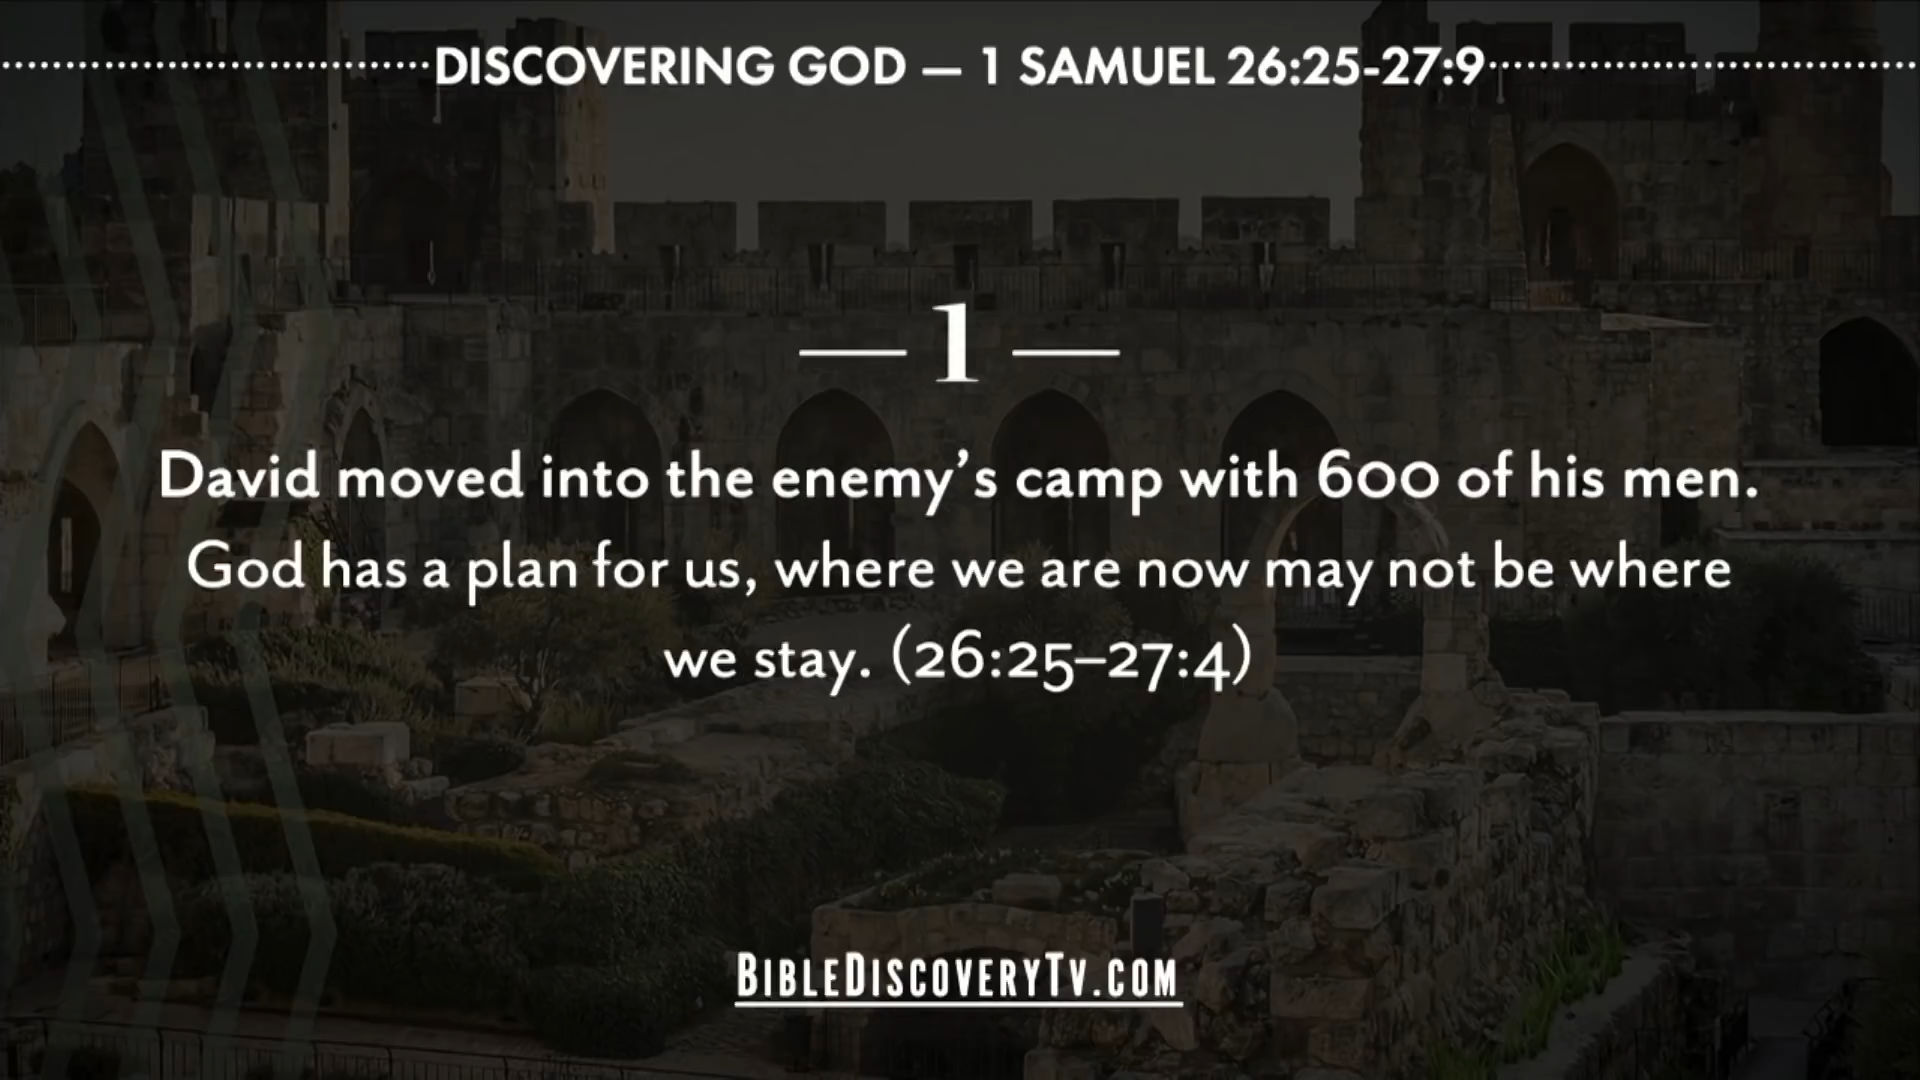 DISCOVERING GOD — 1 SAMUEL 26:25-27:9
— 1 —
David moved into the enemy’s camp with 600 of his men.
God has a plan for us, where we are now may not be where
we stay. (26:25–27:4)
BIBLEDISCOVERYTV.COM